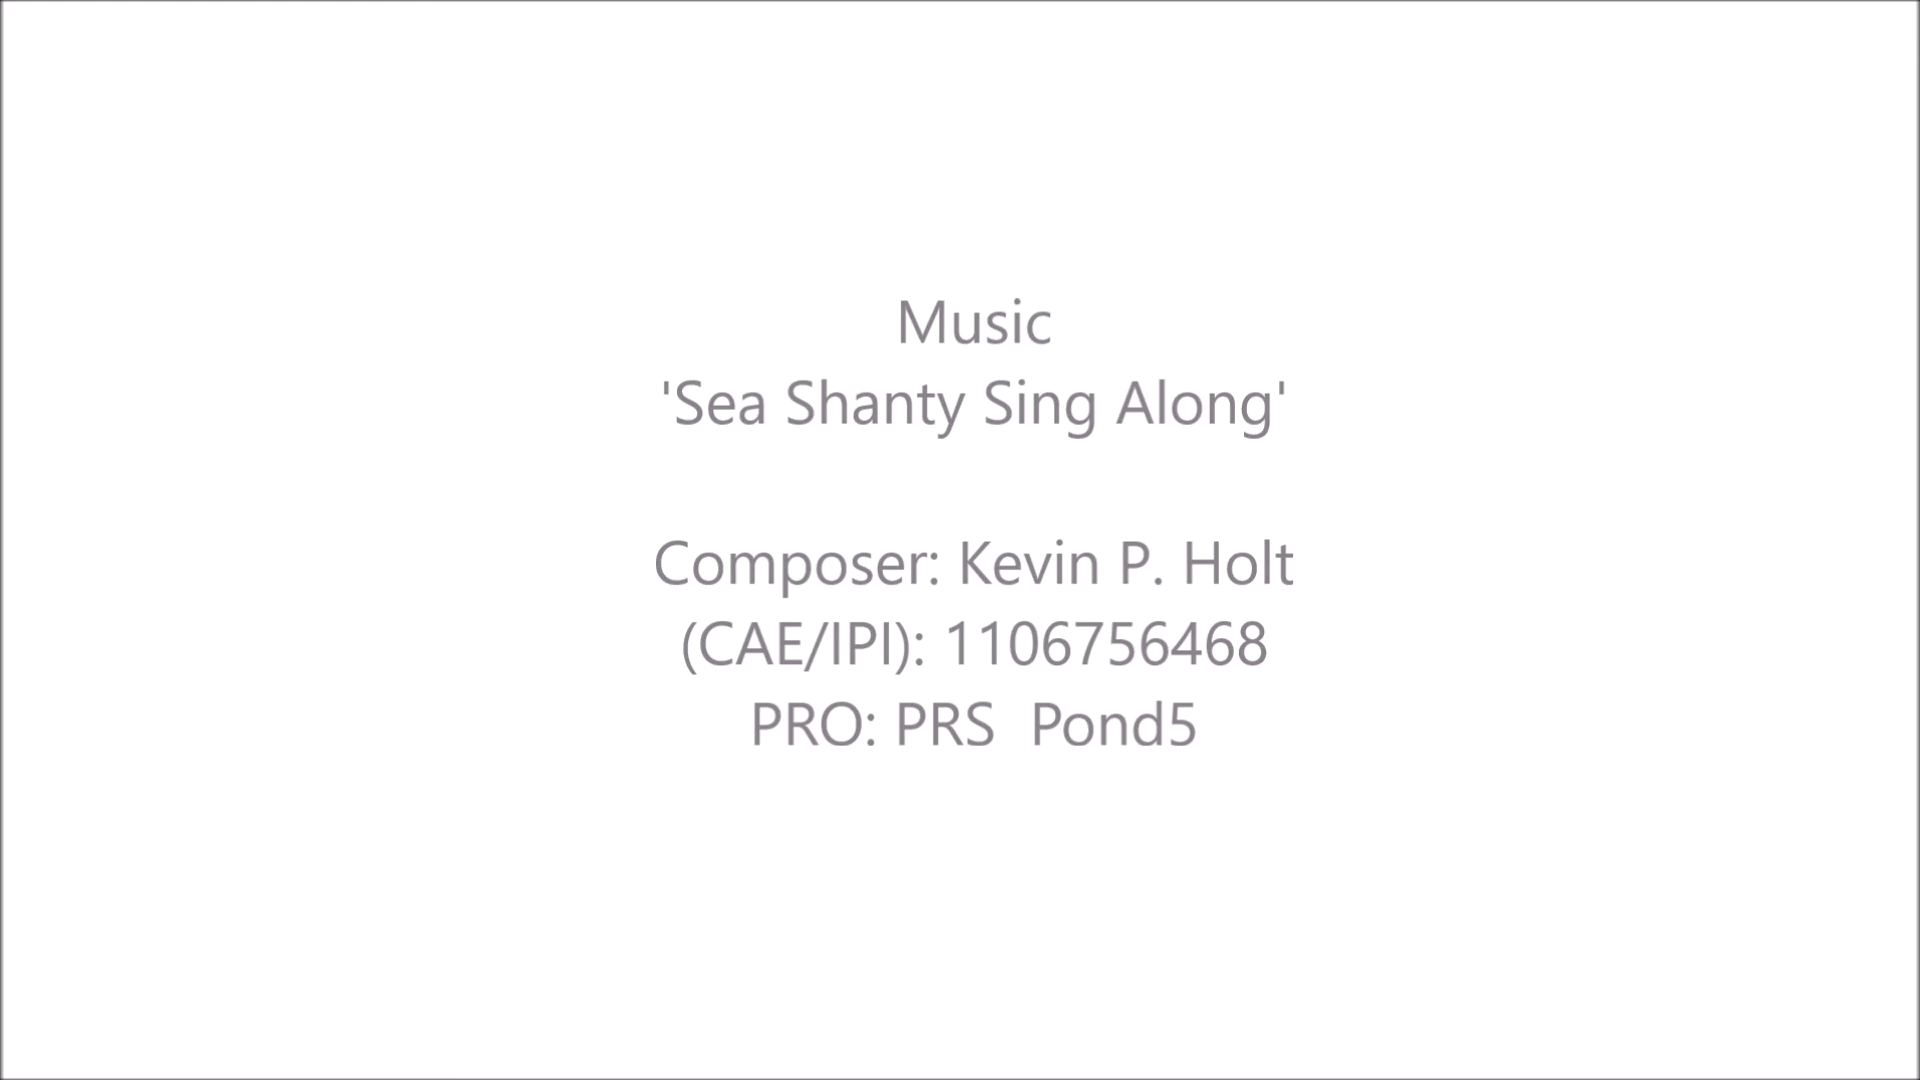 Music
'Sea Shanty Sing Along'
Composer: Kevin P. Holt
(CAE/IPI): 1106756468
PRO: PRS  Pond5